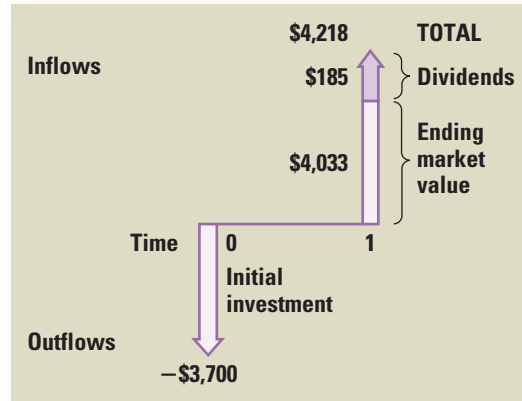 $4,218 TOTAL
Inflows
$185 Dividends
Ending
$4,033 market
value
Time 0 1
Initial
investment
Outflows
−$3,700